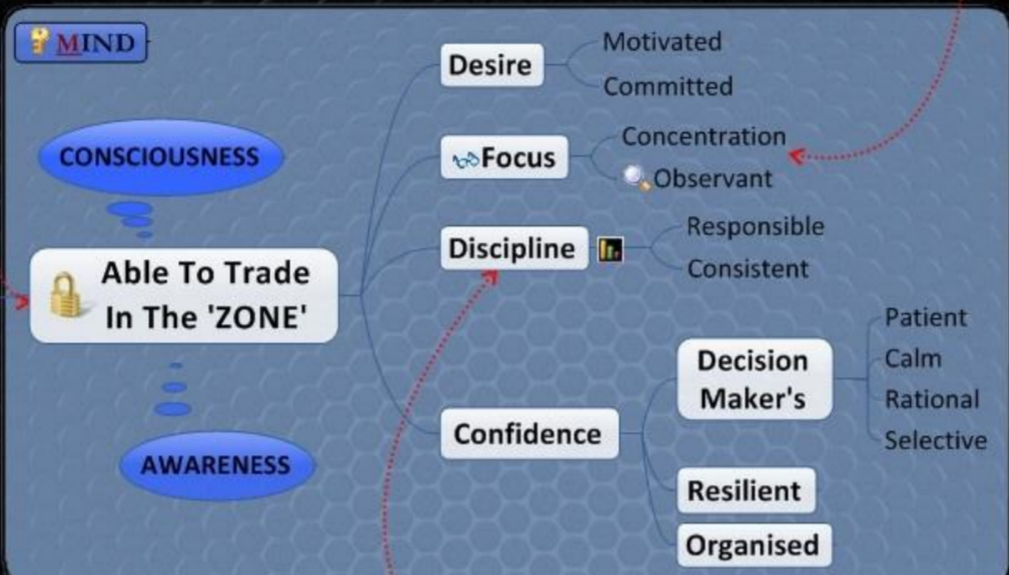 MIND
Desire
Motivated
Committed
CONSCIOUSNESS
Focus
Concentration
Observant
Able To Trade
In The 'ZONE'
Discipline
Responsible
Consistent
AWARENESS
Confidence
Decision
Maker's
Patient
Calm
Rational
Selective
Resilient
Organised